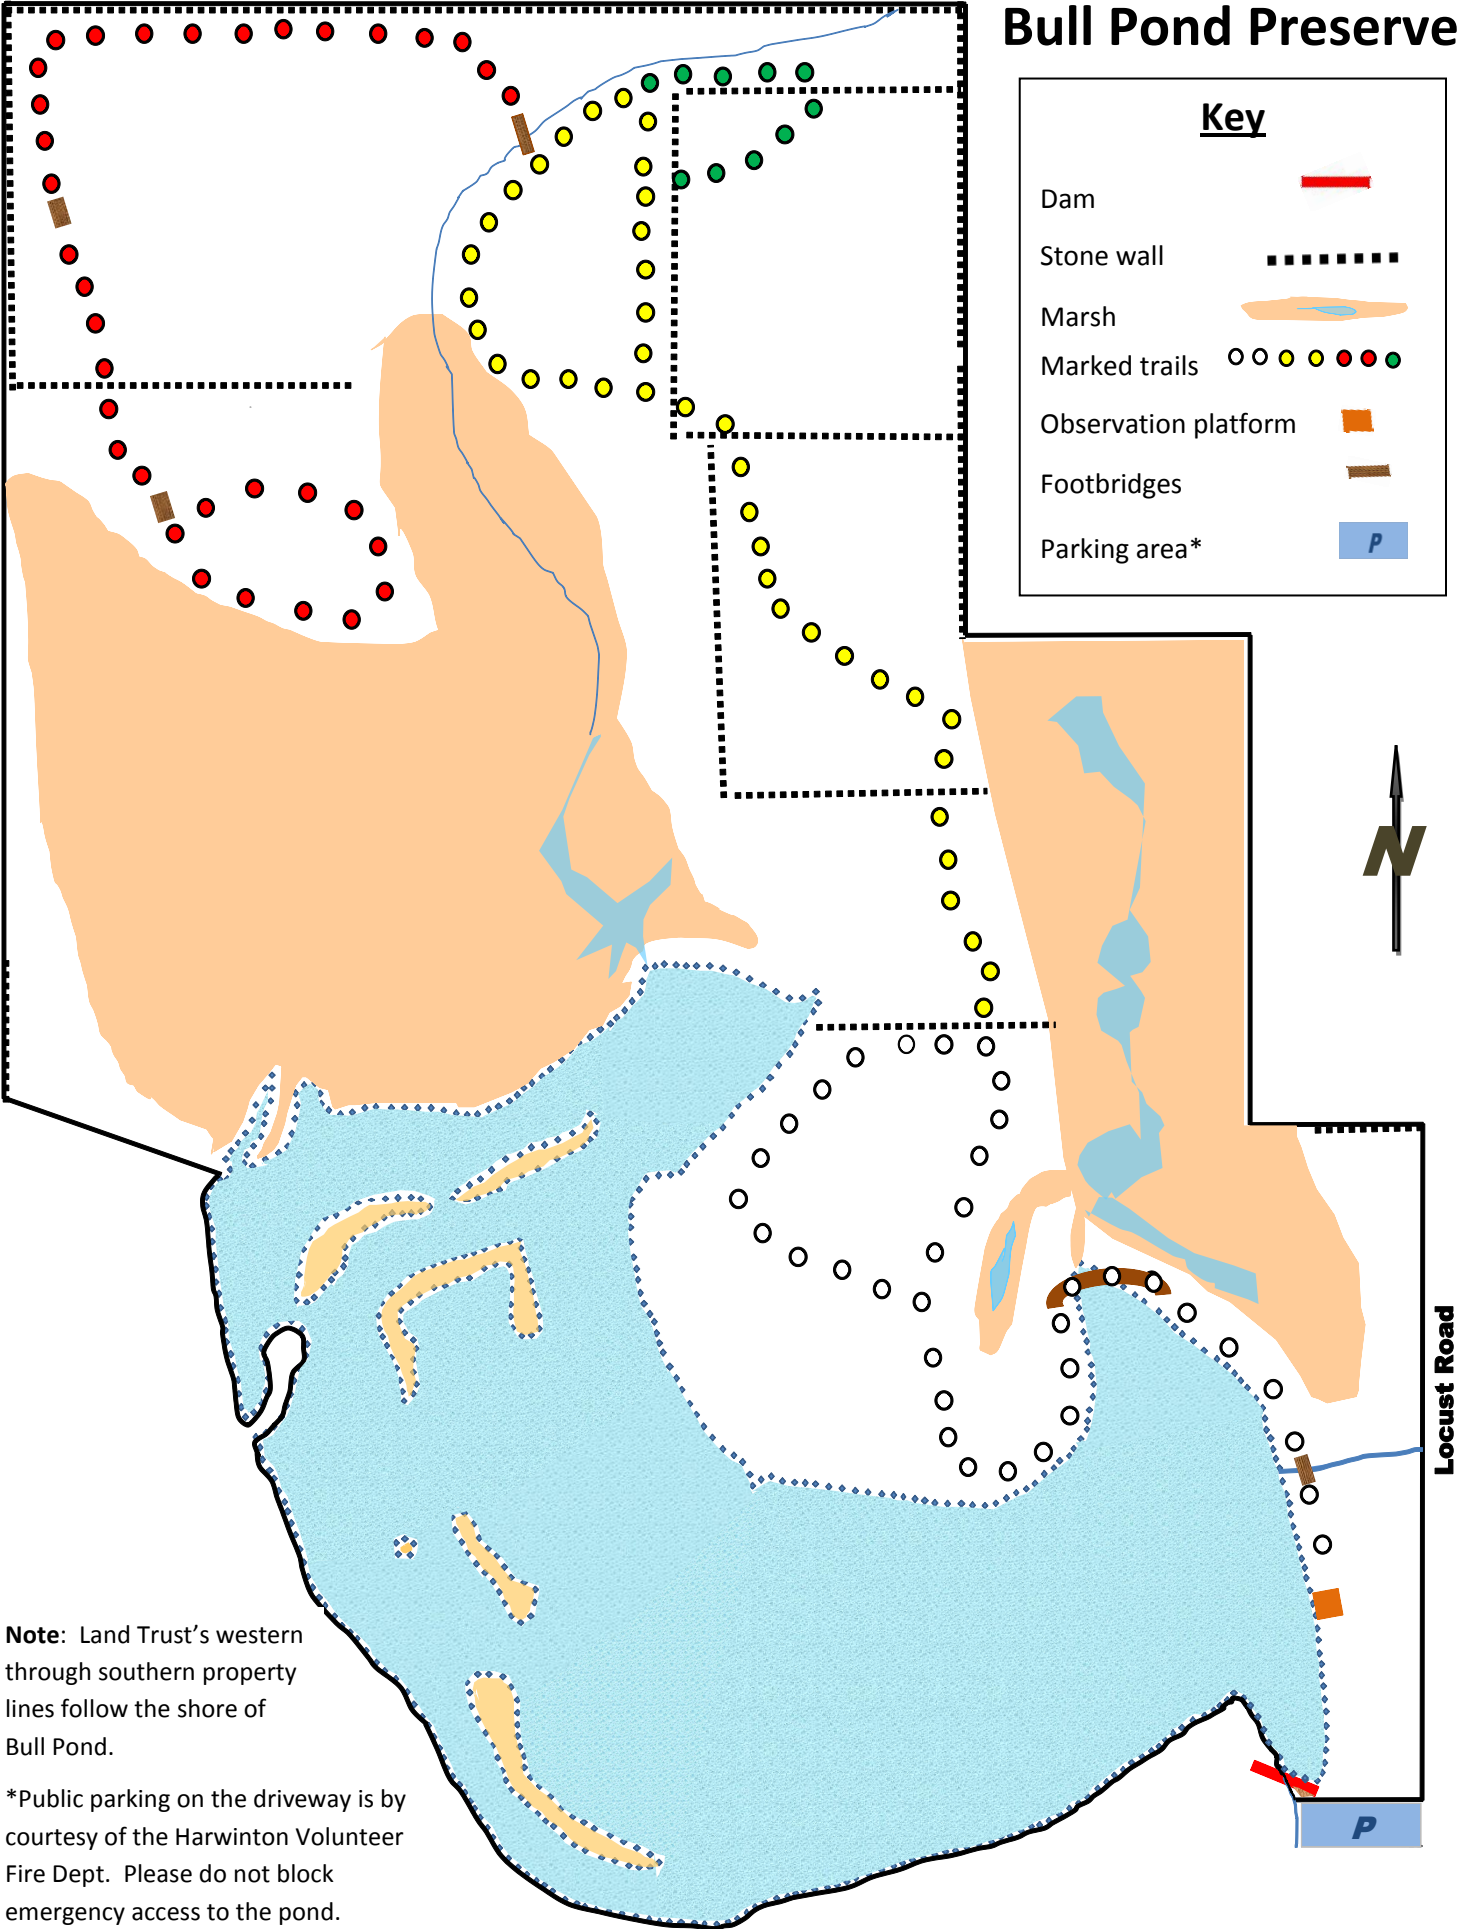 Bull Pond Preserve
Key
Dam
Stone wall
Marsh
Marked trails
Observation platform
Footbridges
Parking area*
P
N
Locust Road
Note: Land Trust's western
through southern property
lines follow the shore of
Bull Pond.
*Public parking on the driveway is by
courtesy of the Harwinton Volunteer
Fire Dept. Please do not block
emergency access to the pond.
P